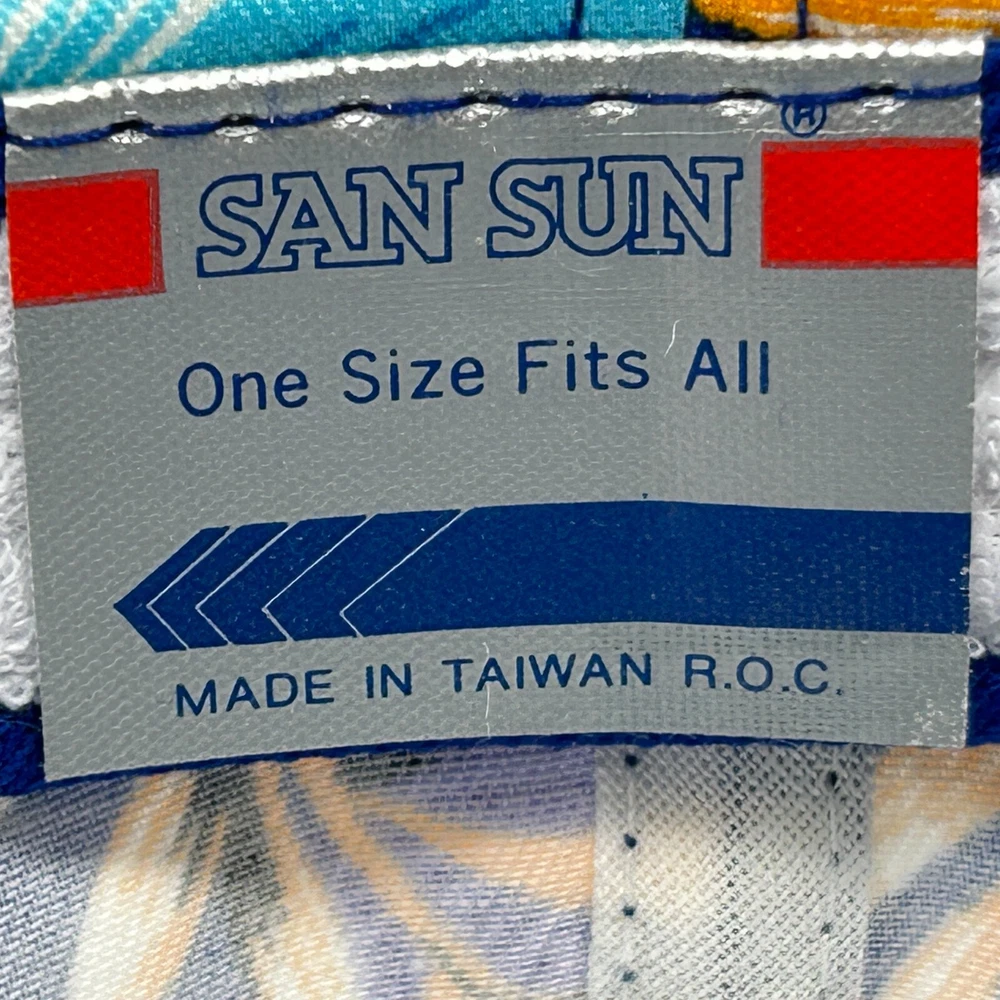 ®
SAN SUN
One Size Fits All
MADE IN TAIWAN R.O.C.